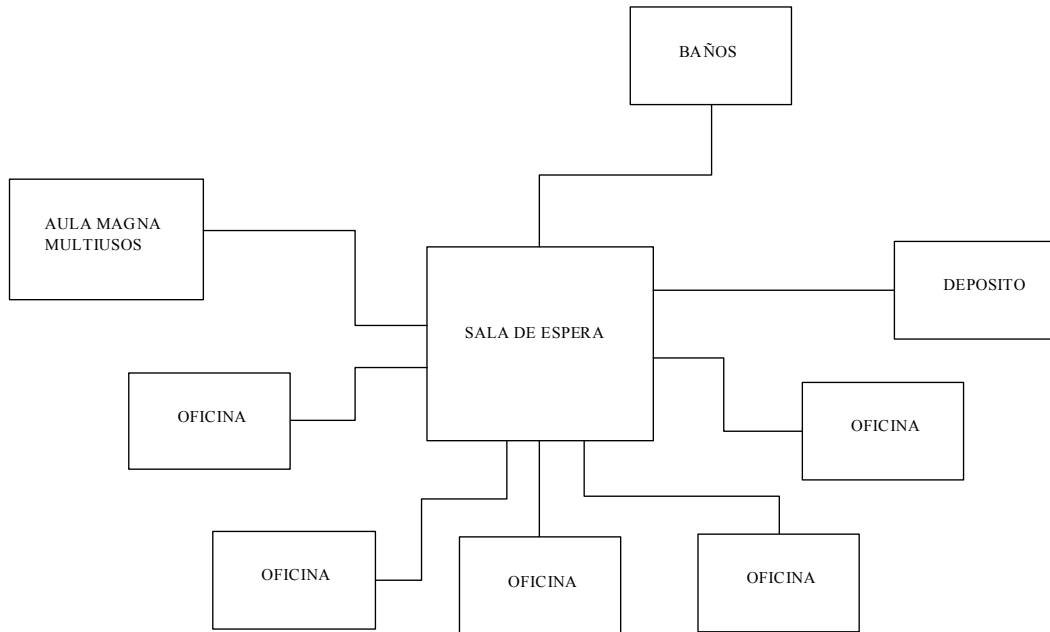 BAÑOS
AULA MAGNA
MULTIUSOS
DEPOSITO
SALA DE ESPERA
OFICINA
OFICINA
OFICINA
OFICINA
OFICINA